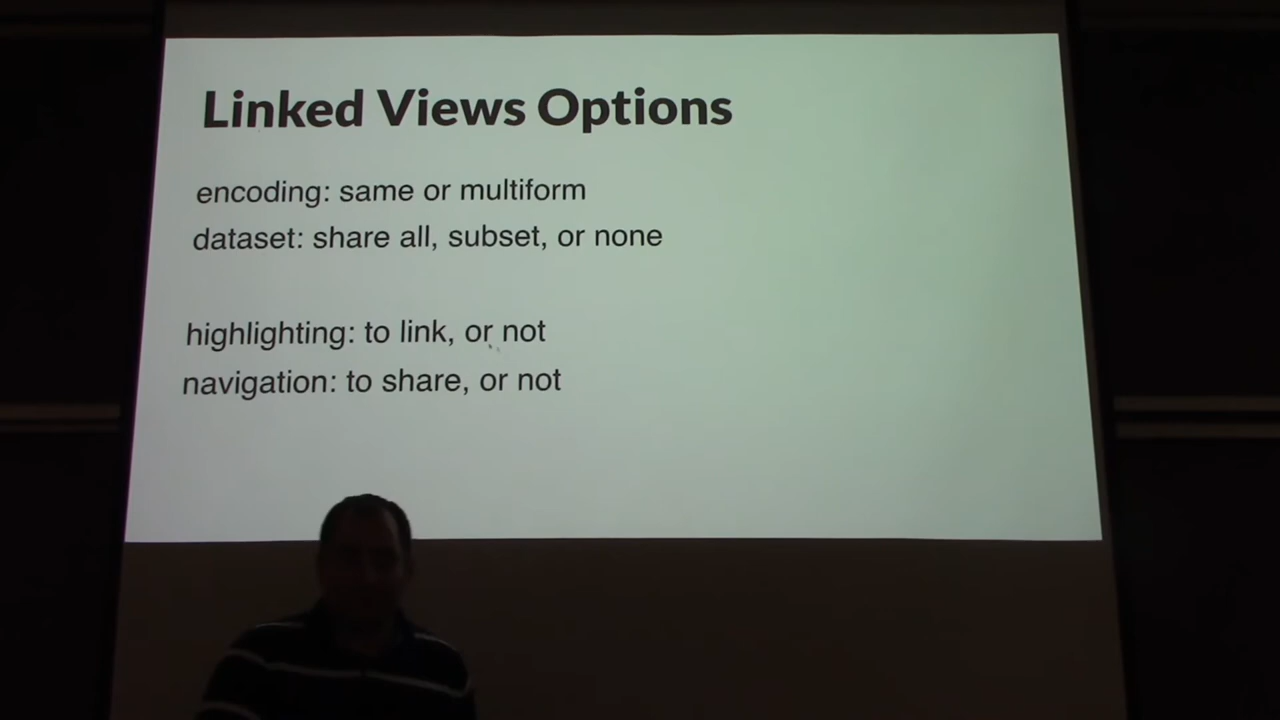 Linked Views Options
encoding: same or multiform
dataset: share all, subset, or none
highlighting: to link, or not
navigation: to share, or not